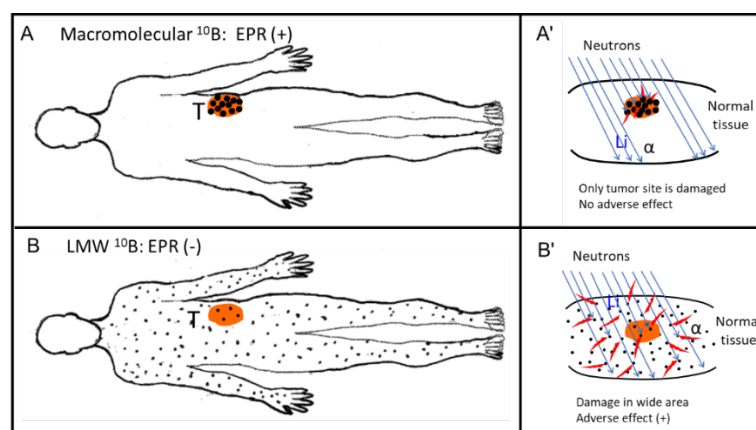 A Macromolecular ¹⁰B: EPR (+)
T
A'
Neutrons
Normal
tissue
Li
α
Only tumor site is damaged
No adverse effect
B LMW ¹⁰B: EPR (-)
T
B'
Neutrons
Li
α
Normal
tissue
Damage in wide area
Adverse effect (+)